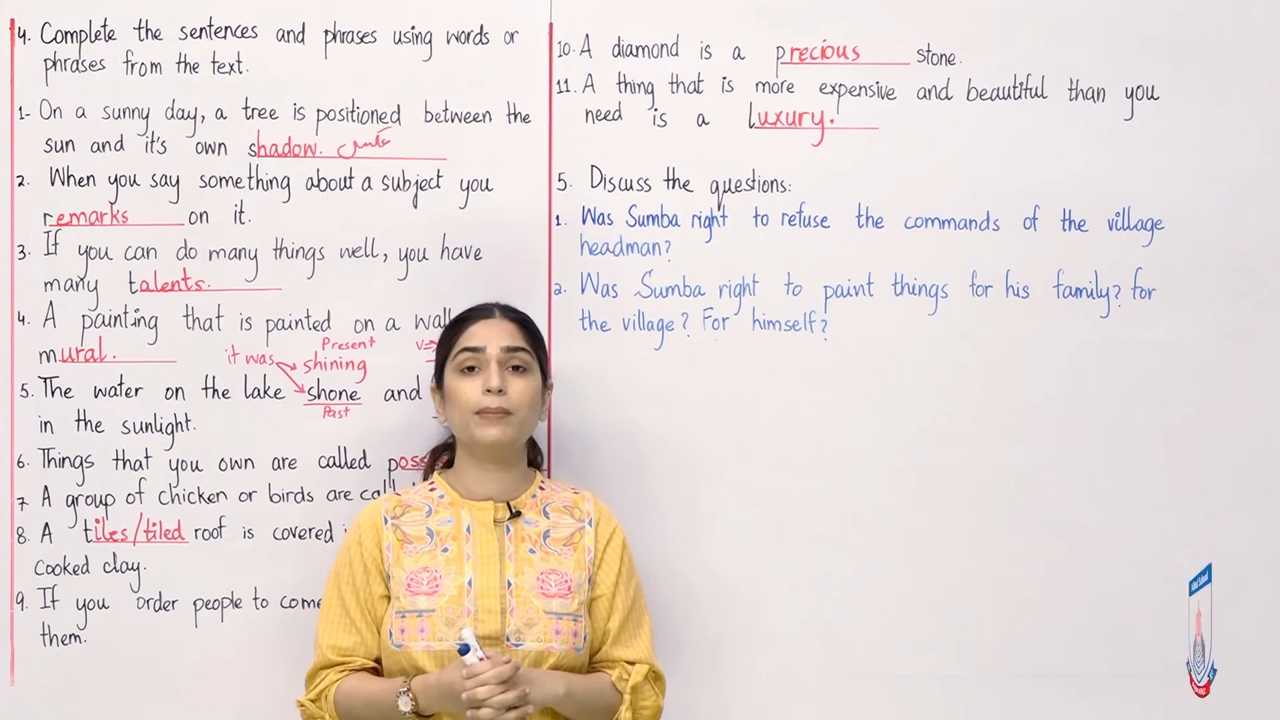 4. Complete the sentences and phrases using words or
phrases from the text.
1- On a sunny day, a tree is positioned between the
sun and it's own shadow. عکس
2. When you say something about a subject you
remarks on it.
3. If you can do many things well, you have
many talents.
4. A painting that is painted on a wall
mural.
it was
Present
shining
5. The water on the lake shone and
Past
in the sunlight.
6. Things that you own are called
7 A group of chicken or birds are
8. A tiles/tiled roof is covered
cooked clay.
9. If you order people to come
them.
10. A diamond is a precious stone.
11. A thing that is more expensive and beautiful than you
need is a luxury.
5. Discuss the questions:
1. Was Sumba right to refuse the commands of the village
headman?
2. Was Sumba right to paint things for his family? for
the village? For himself?